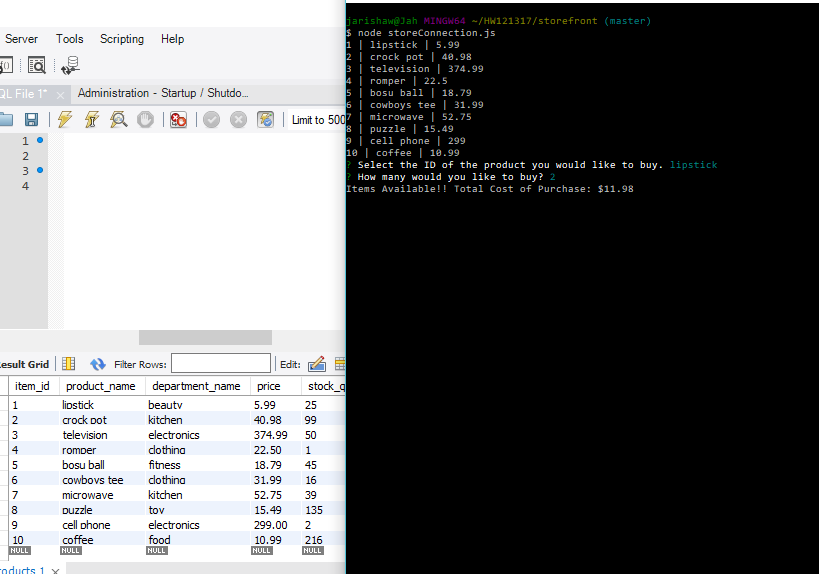 Server Tools Scripting Help
QL File 1*
Administration - Startup / Shutdo...
Limit to 500
1
2
3
4
esult Grid Filter Rows: Edit:
item_id product_name department_name price stock_q
1 lipstick beauty 5.99 25
2 crock pot kitchen 40.98 99
3 television electronics 374.99 50
4 romper clothing 22.50 1
5 bosu ball fitness 18.79 45
6 cowboys tee clothing 31.99 16
7 microwave kitchen 52.75 39
8 puzzle toy 15.49 135
9 cell phone electronics 299.00 2
10 coffee food 10.99 216
NULL NULL NULL NULL NULL
oducts 1
jarishaw@Jah MINGW64 ~/HW121317/storefront (master)
$ node storeConnection.js
1 | lipstick | 5.99
2 | crock pot | 40.98
3 | television | 374.99
4 | romper | 22.5
5 | bosu ball | 18.79
6 | cowboys tee | 31.99
7 | microwave | 52.75
8 | puzzle | 15.49
9 | cell phone | 299
10 | coffee | 10.99
? Select the ID of the product you would like to buy. lipstick
? How many would you like to buy? 2
Items Available!! Total Cost of Purchase: $11.98